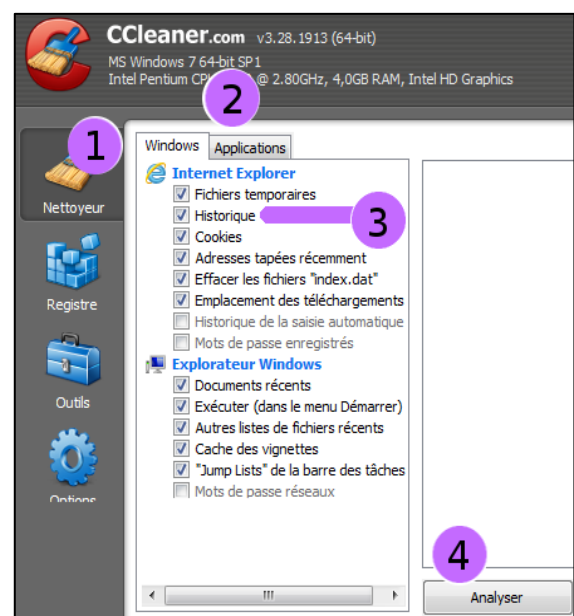 CCleaner.com v3.28.1913 (64-bit)
MS Windows 7 64-bit SP1
Intel Pentium @ 2.80GHz, 4,0GB RAM, Intel HD Graphics
2
1
Windows Applications
Internet Explorer
Fichiers temporaires
Historique
3
Cookies
Adresses tapées récemment
Effacer les fichiers "index.dat"
Emplacement des téléchargements
Historique de la saisie automatique
Mots de passe enregistrés
Explorateur Windows
Documents récents
Exécuter (dans le menu Démarrer)
Autres listes de fichiers récents
Cache des vignettes
"Jump Lists" de la barre des tâches
Mots de passe réseaux
Nettoyeur
Registre
Outils
Options
4
Analyser